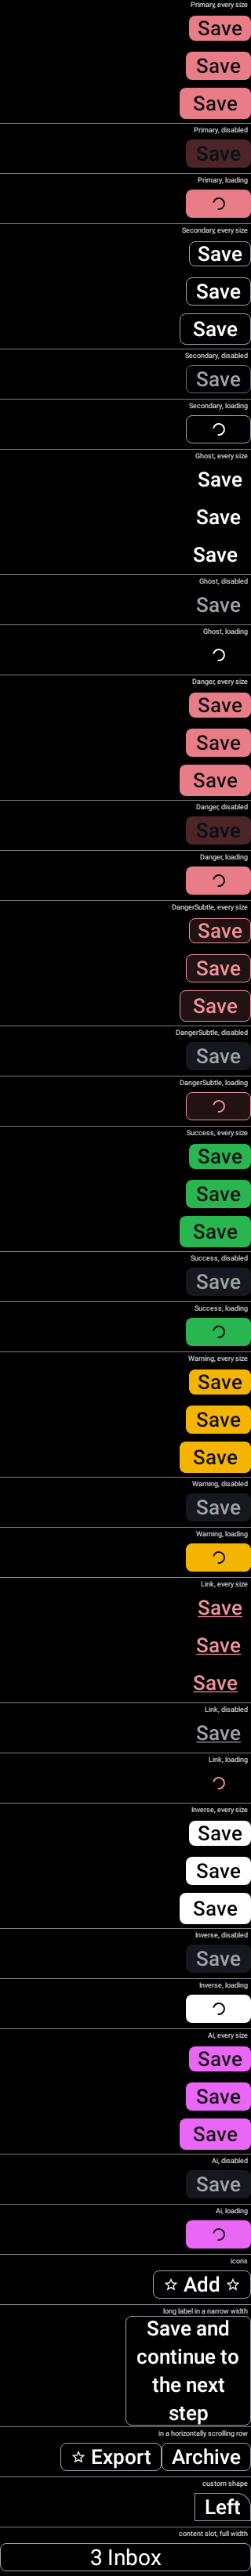 Primary, every size
Save
Save
Save
Primary, disabled
Save
Primary, loading
Secondary, every size
Save
Save
Save
Secondary, disabled
Save
Secondary, loading
Ghost, every size
Save
Save
Save
Ghost, disabled
Save
Ghost, loading
Danger, every size
Save
Save
Save
Danger, disabled
Save
Danger, loading
DangerSubtle, every size
Save
Save
Save
DangerSubtle, disabled
Save
DangerSubtle, loading
Success, every size
Save
Save
Save
Success, disabled
Save
Success, loading
Warning, every size
Save
Save
Save
Warning, disabled
Save
Warning, loading
Link, every size
Save
Save
Save
Link, disabled
Save
Link, loading
Inverse, every size
Save
Save
Save
Inverse, disabled
Save
Inverse, loading
Ai, every size
Save
Save
Save
Ai, disabled
Save
Ai, loading
icons
Add
long label in a narrow width
Save and
continue to
the next
step
in a horizontally scrolling row
Export Archive
custom shape
Left
content slot, full width
3 Inbox